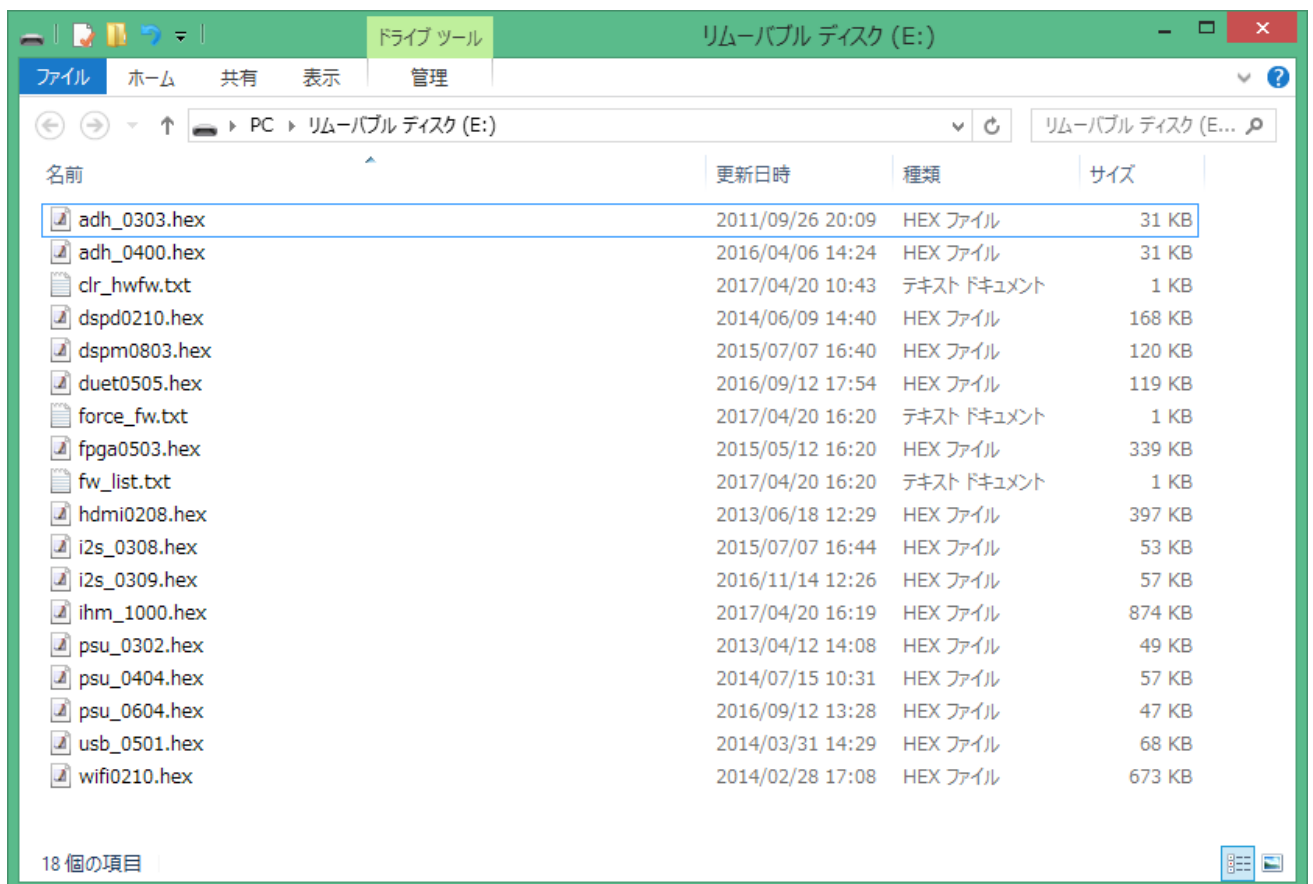 ドライブ ツール リムーバブル ディスク (E:)
ファイル ホーム 共有 表示 管理
PC リムーバブル ディスク (E:) リムーバブル ディスク (E...
名前 更新日時 種類 サイズ
adh_0303.hex 2011/09/26 20:09 HEX ファイル 31 KB
adh_0400.hex 2016/04/06 14:24 HEX ファイル 31 KB
clr_hwfw.txt 2017/04/20 10:43 テキスト ドキュメント 1 KB
dspd0210.hex 2014/06/09 14:40 HEX ファイル 168 KB
dspm0803.hex 2015/07/07 16:40 HEX ファイル 120 KB
duet0505.hex 2016/09/12 17:54 HEX ファイル 119 KB
force_fw.txt 2017/04/20 16:20 テキスト ドキュメント 1 KB
fpga0503.hex 2015/05/12 16:20 HEX ファイル 339 KB
fw_list.txt 2017/04/20 16:20 テキスト ドキュメント 1 KB
hdmi0208.hex 2013/06/18 12:29 HEX ファイル 397 KB
i2s_0308.hex 2015/07/07 16:44 HEX ファイル 53 KB
i2s_0309.hex 2016/11/14 12:26 HEX ファイル 57 KB
ihm_1000.hex 2017/04/20 16:19 HEX ファイル 874 KB
psu_0302.hex 2013/04/12 14:08 HEX ファイル 49 KB
psu_0404.hex 2014/07/15 10:31 HEX ファイル 57 KB
psu_0604.hex 2016/09/12 13:28 HEX ファイル 47 KB
usb_0501.hex 2014/03/31 14:29 HEX ファイル 68 KB
wifi0210.hex 2014/02/28 17:08 HEX ファイル 673 KB
18 個の項目